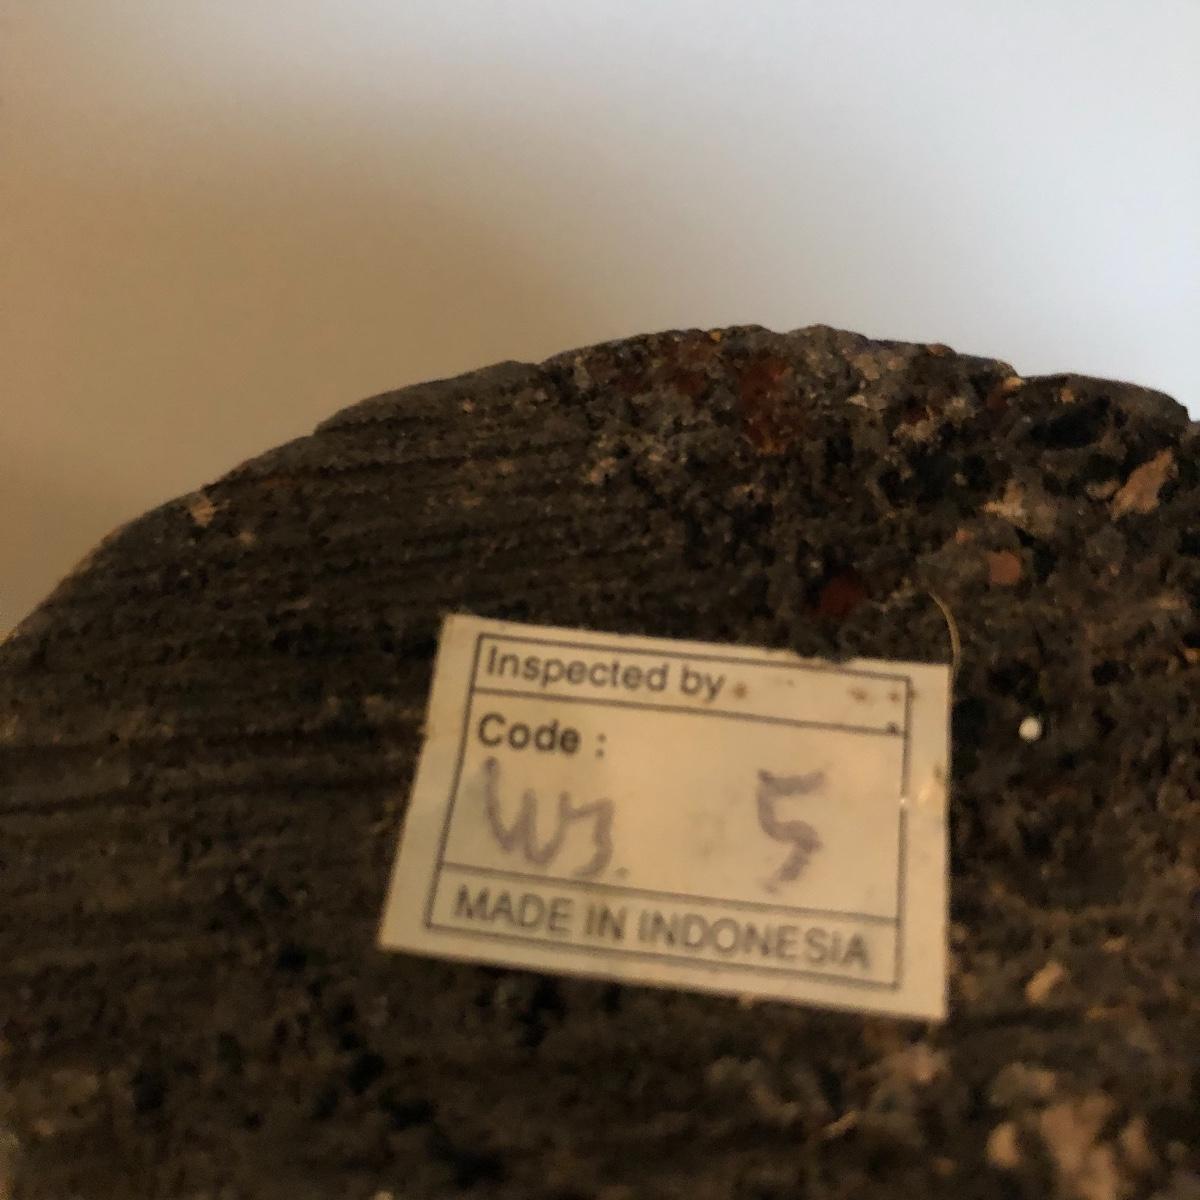 Inspected by
Code :
W3. 5
MADE IN INDONESIA